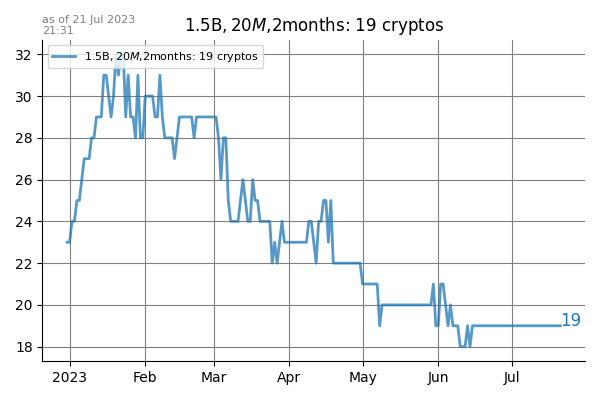 as of 21 Jul 2023
21:31
1.5B, 20M,2months: 19 cryptos
1.5B, 20M,2months: 19 cryptos
32
30
28
26
24
22
20
18
19
2023 Feb Mar Apr May Jun Jul